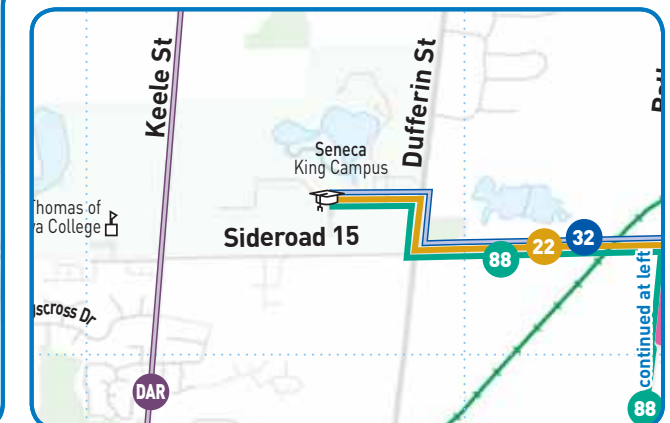 Keele St
Dufferin St
Seneca
King Campus
Thomas of
College
Sideroad 15
88
22
32
Dr
DAR
continued at left
88